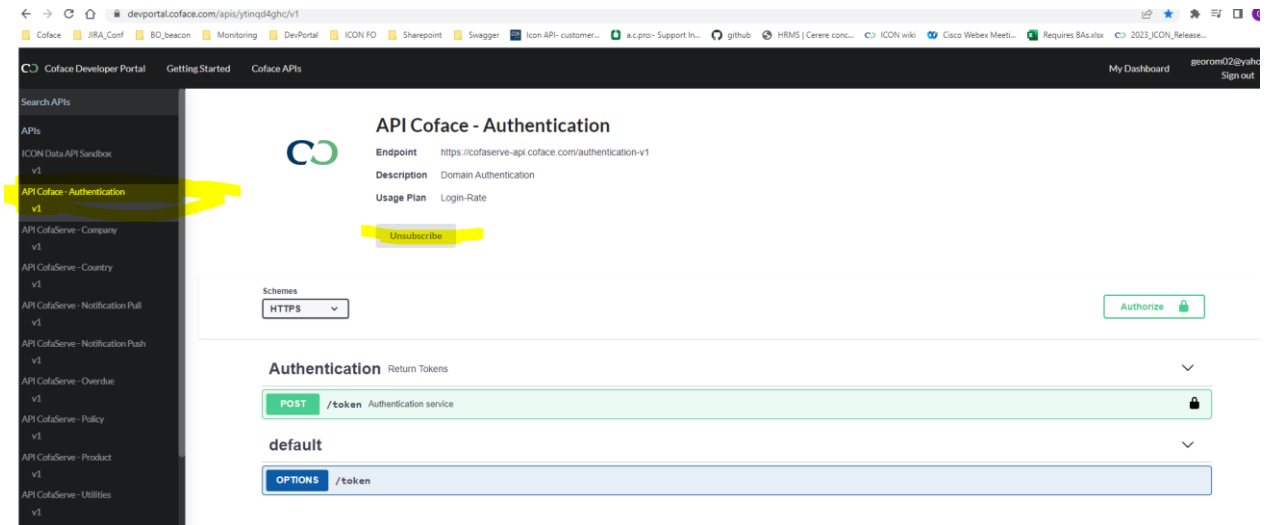 devportal.coface.com/apis/ytinqd4ghc/v1
Coface JIRA_Conf BO_beacon Monitoring DevPortal ICON FO Sharepoint Swagger Icon API- customer... a.c.pro:- Support In... github HRMS | Cerere conc... ICON wiki Cisco Webex Meeti... Requires BAs.xlsx 2023_ICON_Release...
Coface Developer Portal Getting Started Coface APIs My Dashboard georom02@yaho
Sign out
Search APIs
APIs
ICON Data API Sandbox
v1
API Coface - Authentication
v1
API CofaServe - Company
v1
API CofaServe - Country
v1
API CofaServe - Notification Pull
v1
API CofaServe - Notification Push
v1
API CofaServe - Overdue
v1
API CofaServe - Policy
v1
API CofaServe - Product
v1
API CofaServe - Utilities
v1
API Coface - Authentication
Endpoint https://cofaserve-api.coface.com/authentication-v1
Description Domain Authentication
Usage Plan Login-Rate
Unsubscribe
Schemes
HTTPS
Authorize
Authentication Return Tokens
POST /token Authentication service
default
OPTIONS /token